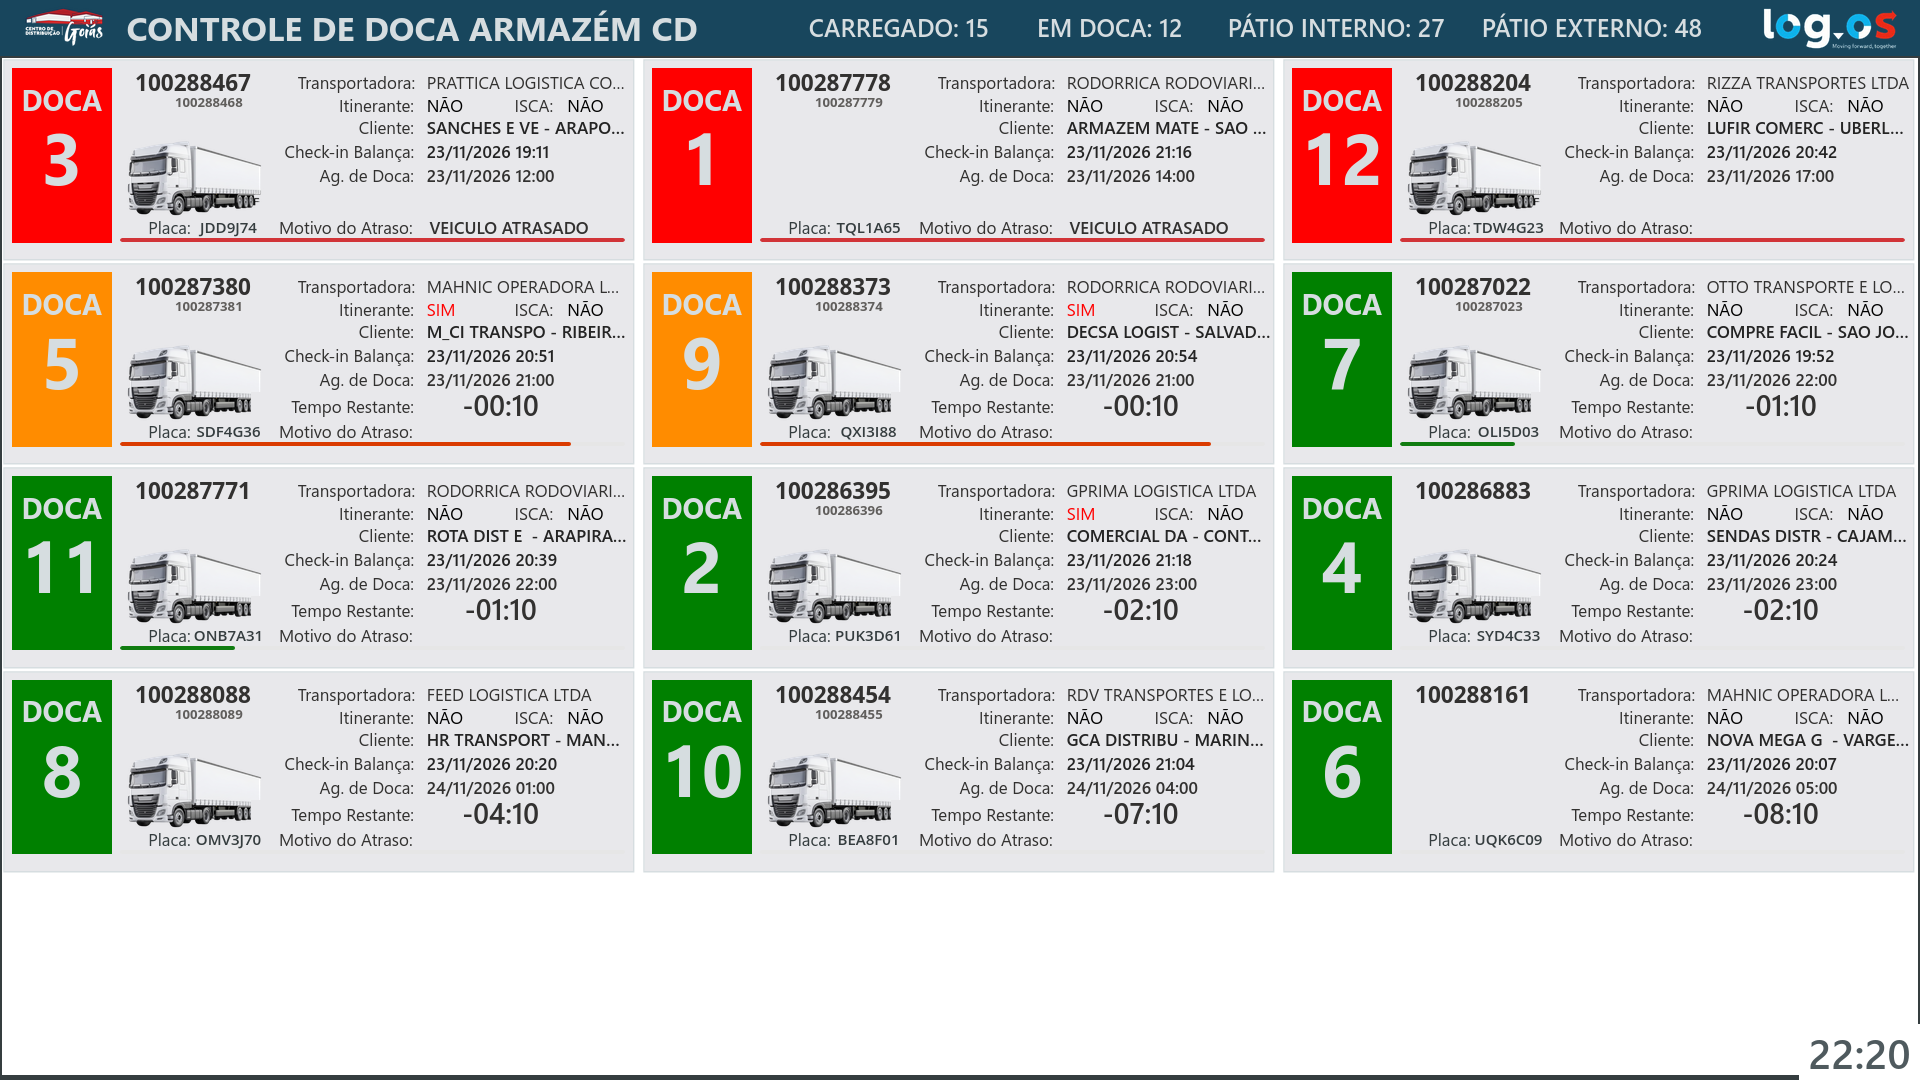 CENTRO DE DISTRIBUIÇÃO Goiás
CONTROLE DE DOCA ARMAZÉM CD
CARREGADO: 15
EM DOCA: 12
PÁTIO INTERNO: 27
PÁTIO EXTERNO: 48
log.os
Moving forward, together
DOCA
3
100288467
100288468
Transportadora: PRATTICA LOGISTICA CO...
Itinerante: NÃO ISCA: NÃO
Cliente: SANCHES E VE - ARAPO...
Check-in Balança: 23/11/2026 19:11
Ag. de Doca: 23/11/2026 12:00
Placa: JDD9J74 Motivo do Atraso: VEICULO ATRASADO
DOCA
1
100287778
100287779
Transportadora: RODORRICA RODOVIARI...
Itinerante: NÃO ISCA: NÃO
Cliente: ARMAZEM MATE - SAO ...
Check-in Balança: 23/11/2026 21:16
Ag. de Doca: 23/11/2026 14:00
Placa: TQL1A65 Motivo do Atraso: VEICULO ATRASADO
DOCA
12
100288204
100288205
Transportadora: RIZZA TRANSPORTES LTDA
Itinerante: NÃO ISCA: NÃO
Cliente: LUFIR COMERC - UBERL...
Check-in Balança: 23/11/2026 20:42
Ag. de Doca: 23/11/2026 17:00
Placa: TDW4G23 Motivo do Atraso:
DOCA
5
100287380
100287381
Transportadora: MAHNIC OPERADORA L...
Itinerante: SIM ISCA: NÃO
Cliente: M_CI TRANSPO - RIBEIR...
Check-in Balança: 23/11/2026 20:51
Ag. de Doca: 23/11/2026 21:00
Tempo Restante: -00:10
Placa: SDF4G36 Motivo do Atraso:
DOCA
9
100288373
100288374
Transportadora: RODORRICA RODOVIARI...
Itinerante: SIM ISCA: NÃO
Cliente: DECSA LOGIST - SALVAD...
Check-in Balança: 23/11/2026 20:54
Ag. de Doca: 23/11/2026 21:00
Tempo Restante: -00:10
Placa: QXI3I88 Motivo do Atraso:
DOCA
7
100287022
100287023
Transportadora: OTTO TRANSPORTE E LO...
Itinerante: NÃO ISCA: NÃO
Cliente: COMPRE FACIL - SAO JO...
Check-in Balança: 23/11/2026 19:52
Ag. de Doca: 23/11/2026 22:00
Tempo Restante: -01:10
Placa: OLI5D03 Motivo do Atraso:
DOCA
11
100287771
Transportadora: RODORRICA RODOVIARI...
Itinerante: NÃO ISCA: NÃO
Cliente: ROTA DIST E - ARAPIRA...
Check-in Balança: 23/11/2026 20:39
Ag. de Doca: 23/11/2026 22:00
Tempo Restante: -01:10
Placa: ONB7A31 Motivo do Atraso:
DOCA
2
100286395
100286396
Transportadora: GPRIMA LOGISTICA LTDA
Itinerante: SIM ISCA: NÃO
Cliente: COMERCIAL DA - CONT...
Check-in Balança: 23/11/2026 21:18
Ag. de Doca: 23/11/2026 23:00
Tempo Restante: -02:10
Placa: PUK3D61 Motivo do Atraso:
DOCA
4
100286883
Transportadora: GPRIMA LOGISTICA LTDA
Itinerante: NÃO ISCA: NÃO
Cliente: SENDAS DISTR - CAJAM...
Check-in Balança: 23/11/2026 20:24
Ag. de Doca: 23/11/2026 23:00
Tempo Restante: -02:10
Placa: SYD4C33 Motivo do Atraso:
DOCA
8
100288088
100288089
Transportadora: FEED LOGISTICA LTDA
Itinerante: NÃO ISCA: NÃO
Cliente: HR TRANSPORT - MAN...
Check-in Balança: 23/11/2026 20:20
Ag. de Doca: 24/11/2026 01:00
Tempo Restante: -04:10
Placa: OMV3J70 Motivo do Atraso:
DOCA
10
100288454
100288455
Transportadora: RDV TRANSPORTES E LO...
Itinerante: NÃO ISCA: NÃO
Cliente: GCA DISTRIBU - MARIN...
Check-in Balança: 23/11/2026 21:04
Ag. de Doca: 24/11/2026 04:00
Tempo Restante: -07:10
Placa: BEA8F01 Motivo do Atraso:
DOCA
6
100288161
Transportadora: MAHNIC OPERADORA L...
Itinerante: NÃO ISCA: NÃO
Cliente: NOVA MEGA G - VARGE...
Check-in Balança: 23/11/2026 20:07
Ag. de Doca: 24/11/2026 05:00
Tempo Restante: -08:10
Placa: UQK6C09 Motivo do Atraso:
22:20